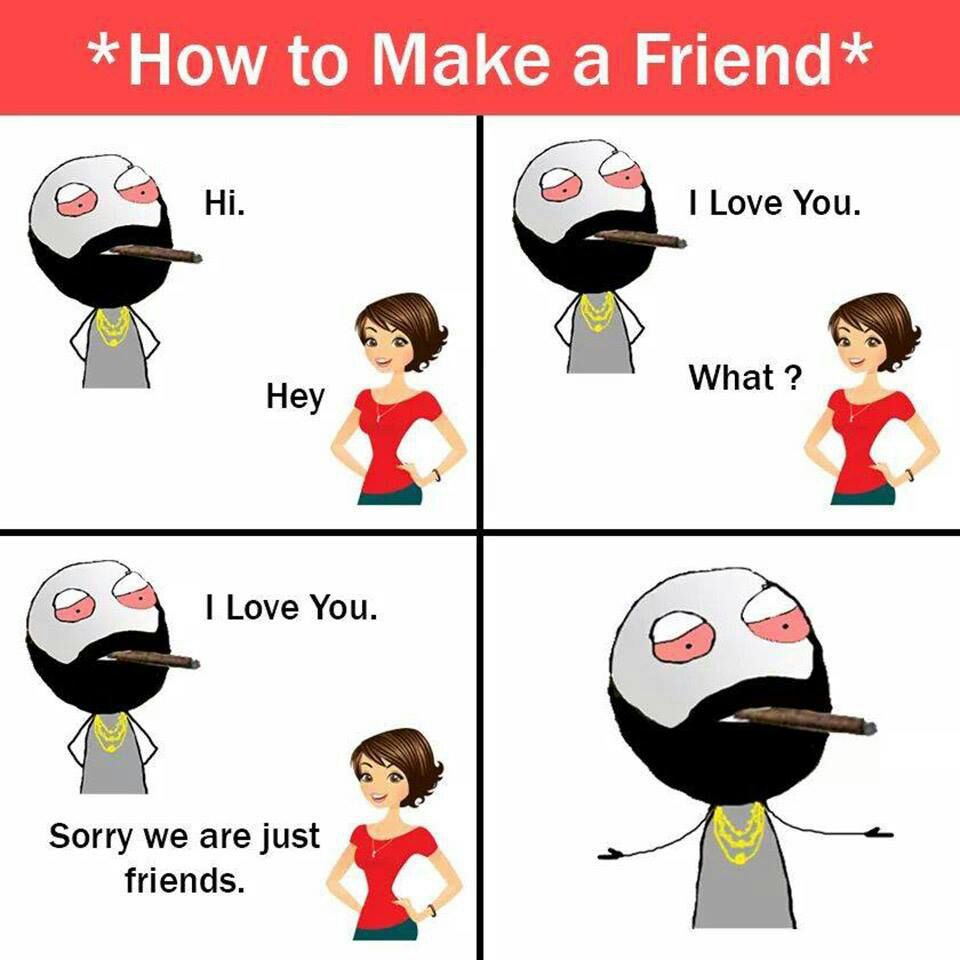 *How to Make a Friend*
Hi.
Hey
I Love You.
What ?
I Love You.
Sorry we are just
friends.